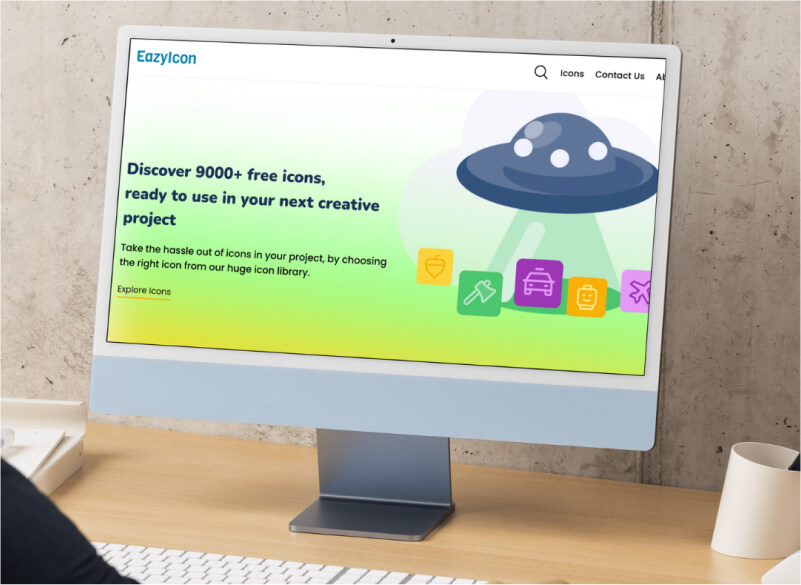 EazyIcon
Icons Contact Us
Discover 9000+ free icons,
ready to use in your next creative
project
Take the hassle out of icons in your project, by choosing
the right icon from our huge icon library.
Explore Icons